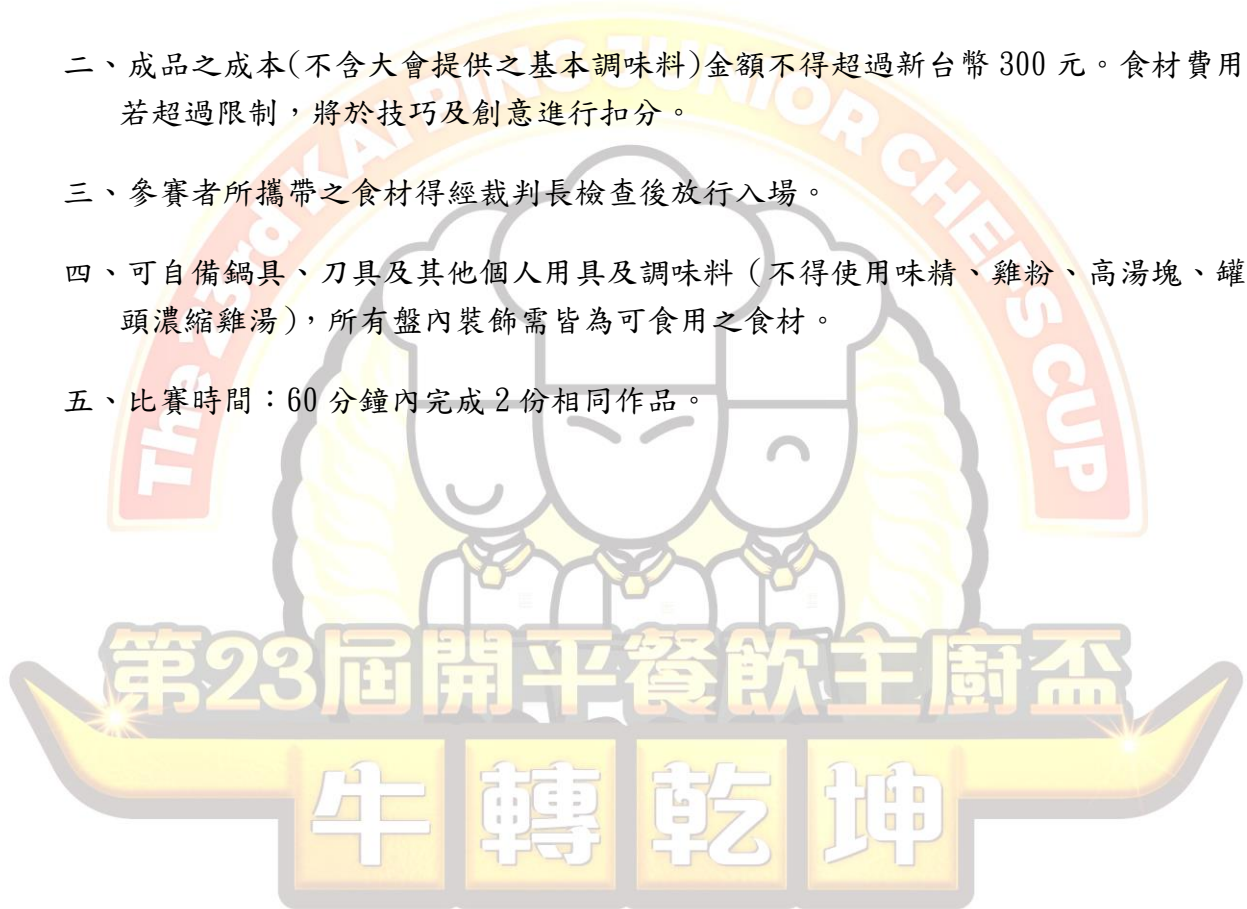 二、成品之成本(不含大會提供之基本調味料)金額不得超過新台幣 300 元。食材費用
若超過限制，將於技巧及創意進行扣分。
三、參賽者所攜帶之食材得經裁判長檢查後放行入場。
四、可自備鍋具、刀具及其他個人用具及調味料（不得使用味精、雞粉、高湯塊、罐
頭濃縮雞湯），所有盤內裝飾需皆為可食用之食材。
五、比賽時間：60 分鐘內完成 2 份相同作品。
The 23rd KAI PING JUNIOR CHEFS CUP
第23屆開平餐飲主廚盃
牛轉乾坤